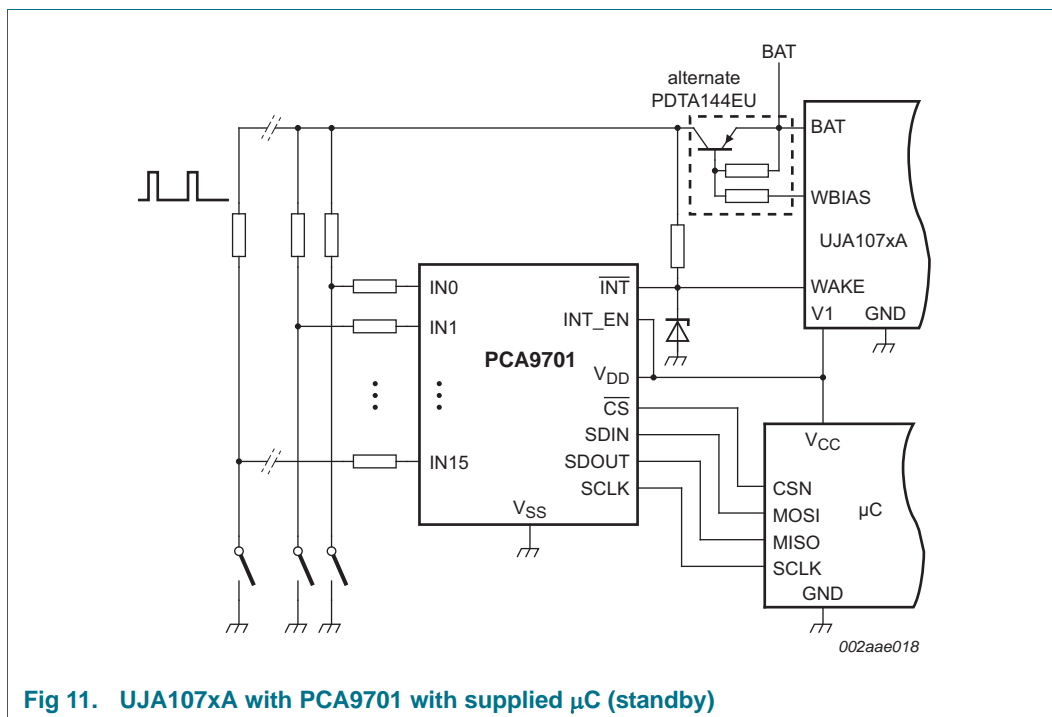 BAT
alternate
PDTA144EU
BAT
WBIAS
UJA107xA
WAKE
V1
GND
IN0
INT
IN1
INT_EN
PCA9701
VDD
CS
SDIN
IN15
SDOUT
SCLK
VSS
VCC
CSN
MOSI
µC
MISO
SCLK
GND
002aae018
Fig 11. UJA107xA with PCA9701 with supplied µC (standby)